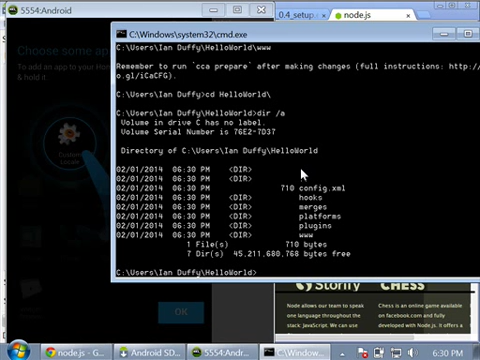 5554:Android
0.4_setup
node.js
C:\Windows\system32\cmd.exe
Choose some
To add an app to your Hom
& hold it.
Custom
Locale
OK
C:\Users\Ian Duffy\HelloWorld\www
Remember to run `cca prepare` after making changes (full instructions: http:/
o.gl/iCaCFG).
C:\Users\Ian Duffy>cd HelloWorld\
C:\Users\Ian Duffy\HelloWorld>dir /a
Volume in drive C has no label.
Volume Serial Number is 76E2-7D37
Directory of C:\Users\Ian Duffy\HelloWorld
02/01/2014 06:30 PM <DIR> .
02/01/2014 06:30 PM <DIR> ..
02/01/2014 06:30 PM 710 config.xml
02/01/2014 06:30 PM <DIR> hooks
02/01/2014 06:30 PM <DIR> merges
02/01/2014 06:30 PM <DIR> platforms
02/01/2014 06:30 PM <DIR> plugins
02/01/2014 06:30 PM <DIR> www
1 File(s) 710 bytes
7 Dir(s) 45,211,680,768 bytes free
C:\Users\Ian Duffy\HelloWorld>
Storify
CHESS
Node allows our team to speak
one language throughout the
stack: JavaScript. We can use
Chess is an online game available
on facebook.com and fully
developed with Node.js. It offers a
node.js - G...
Android SD...
5554:Andro...
C:\Windows...
6:30 PM